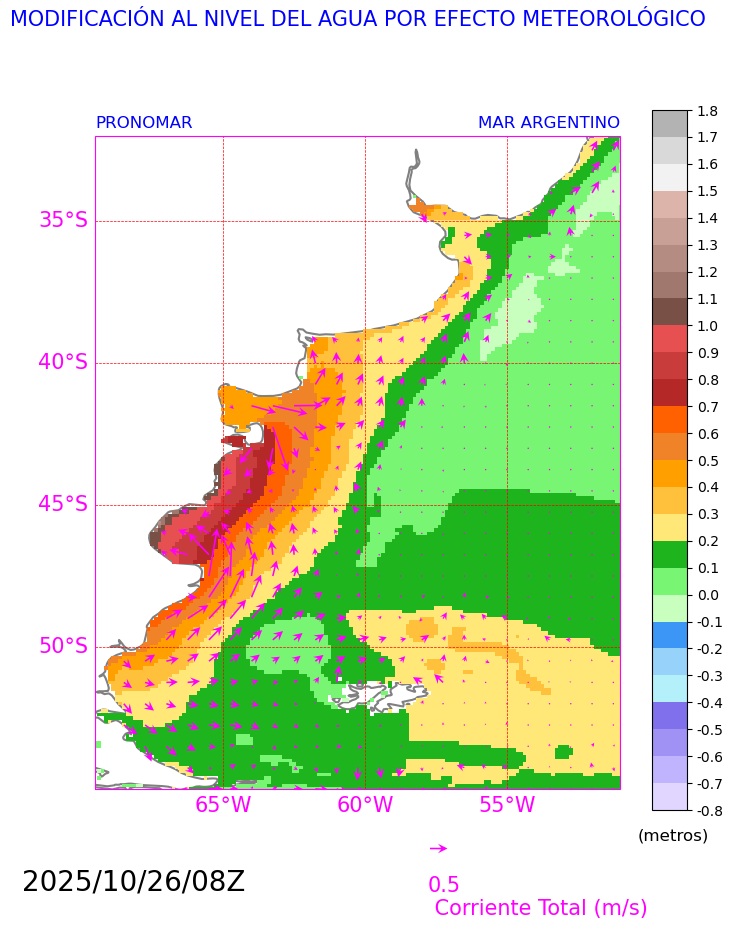 MODIFICACIÓN AL NIVEL DEL AGUA POR EFECTO METEOROLÓGICO
PRONOMAR
MAR ARGENTINO
35°S
40°S
45°S
50°S
65°W
60°W
55°W
1.8
1.7
1.6
1.5
1.4
1.3
1.2
1.1
1.0
0.9
0.8
0.7
0.6
0.5
0.4
0.3
0.2
0.1
0.0
-0.1
-0.2
-0.3
-0.4
-0.5
-0.6
-0.7
-0.8
(metros)
2025/10/26/08Z
0.5
Corriente Total (m/s)